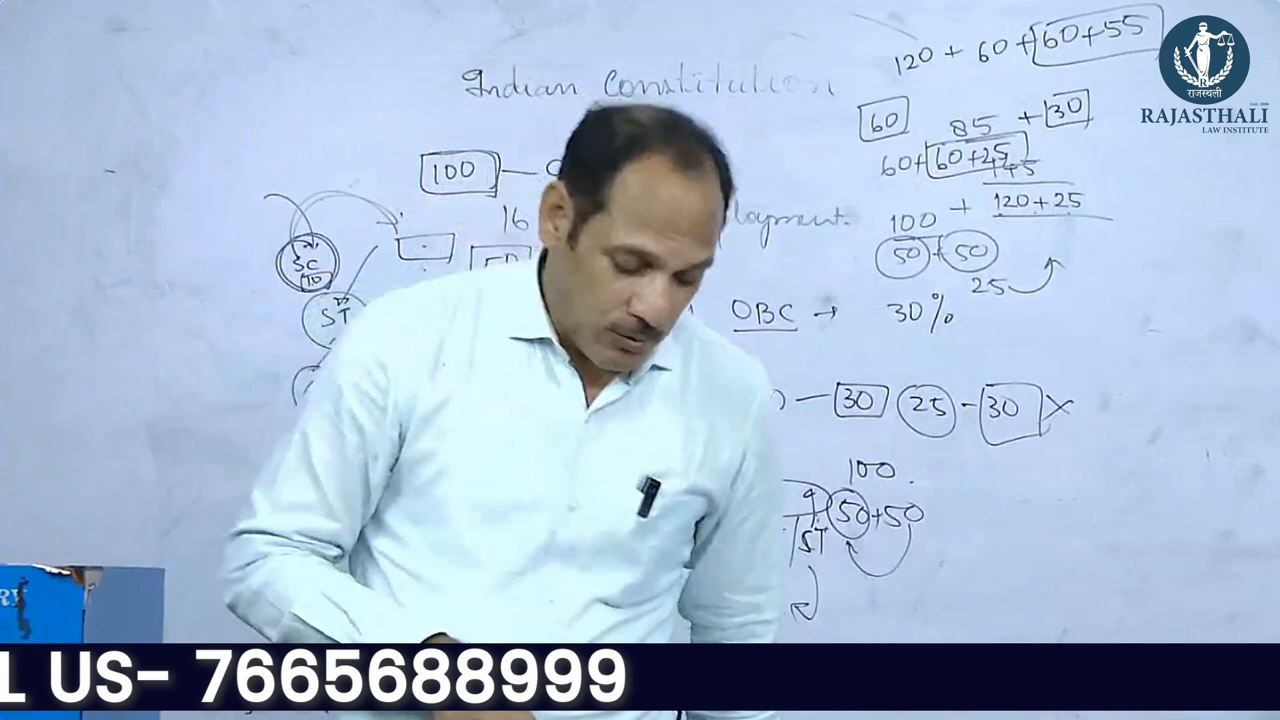 Indian Constitution
120 + 60 + 60+55
राजस्थली
RAJASTHALI
LAW INSTITUTE
60 85 + 30
60+ 60+25
145
100 + 120+25
50 + 50
25
100 —
16
SC
10
ST
OBC → 30%
— 30 25 - 30 X
100
50+50
ST
L US- 7665688999